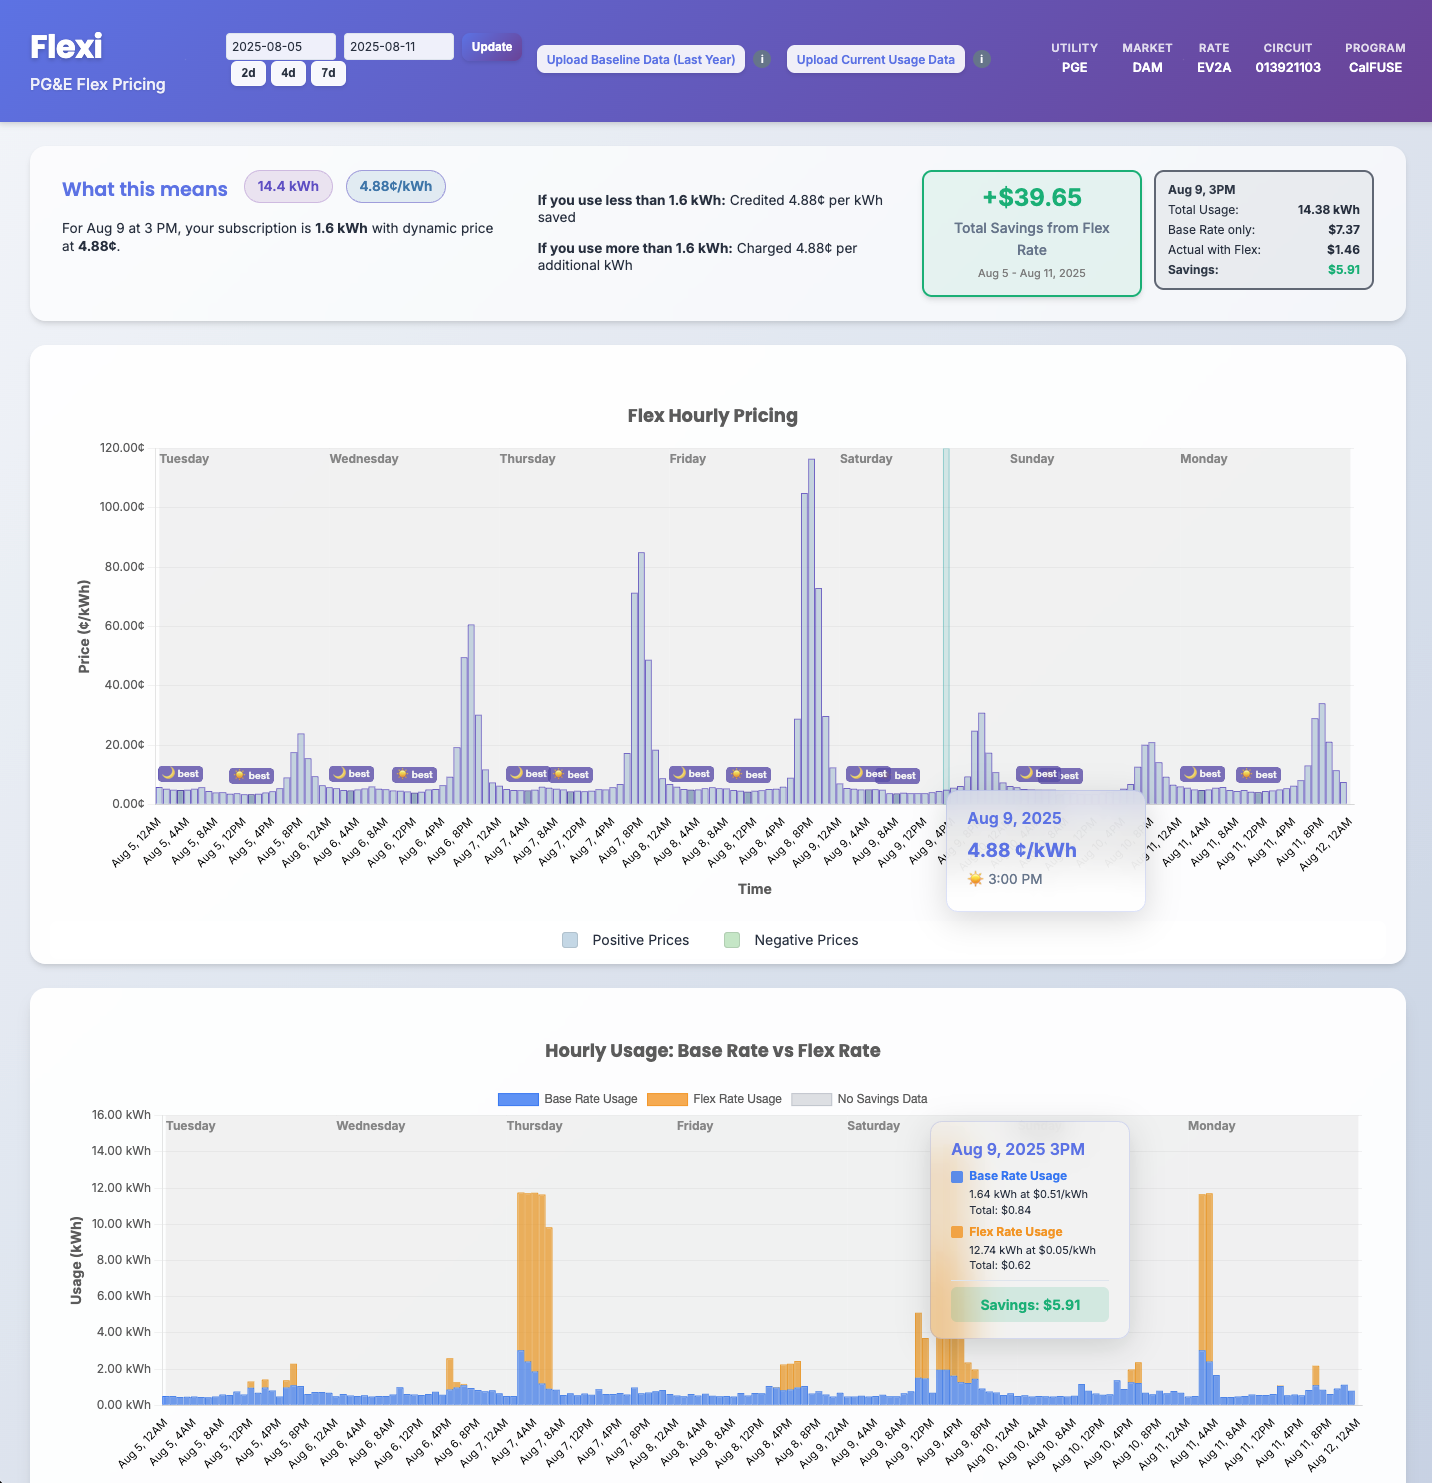 Flexi
PG&E Flex Pricing
2025-08-05
2025-08-11
Update
2d
4d
7d
Upload Baseline Data (Last Year)
i
Upload Current Usage Data
i
UTILITY
PGE
MARKET
DAM
RATE
EV2A
CIRCUIT
013921103
PROGRAM
CalFUSE
What this means
14.4 kWh
4.88¢/kWh
For Aug 9 at 3 PM, your subscription is 1.6 kWh with dynamic price
at 4.88¢.
If you use less than 1.6 kWh: Credited 4.88¢ per kWh
saved
If you use more than 1.6 kWh: Charged 4.88¢ per
additional kWh
+$39.65
Total Savings from Flex
Rate
Aug 5 - Aug 11, 2025
Aug 9, 3PM
Total Usage: 14.38 kWh
Base Rate only: $7.37
Actual with Flex: $1.46
Savings: $5.91
Flex Hourly Pricing
Price (¢/kWh)
120.00¢
100.00¢
80.00¢
60.00¢
40.00¢
20.00¢
0.00¢
Tuesday
Wednesday
Thursday
Friday
Saturday
Sunday
Monday
best
best
best
best
best
best
best
best
best
best
best
best
best
best
Aug 5, 12AM
Aug 5, 4AM
Aug 5, 8AM
Aug 5, 12PM
Aug 5, 4PM
Aug 5, 8PM
Aug 6, 12AM
Aug 6, 4AM
Aug 6, 8AM
Aug 6, 12PM
Aug 6, 4PM
Aug 6, 8PM
Aug 7, 12AM
Aug 7, 4AM
Aug 7, 8AM
Aug 7, 12PM
Aug 7, 4PM
Aug 7, 8PM
Aug 8, 12AM
Aug 8, 4AM
Aug 8, 8AM
Aug 8, 12PM
Aug 8, 4PM
Aug 8, 8PM
Aug 9, 12AM
Aug 9, 4AM
Aug 9, 8AM
Aug 9, 12PM
Aug 9, 4P
11, 12AM
Aug 11, 4AM
Aug 11, 8AM
Aug 11, 12PM
Aug 11, 4PM
Aug 11, 8PM
Aug 12, 12AM
Time
Aug 9, 2025
4.88 ¢/kWh
3:00 PM
Positive Prices
Negative Prices
Hourly Usage: Base Rate vs Flex Rate
Base Rate Usage
Flex Rate Usage
No Savings Data
Usage (kWh)
16.00 kWh
14.00 kWh
12.00 kWh
10.00 kWh
8.00 kWh
6.00 kWh
4.00 kWh
2.00 kWh
0.00 kWh
Tuesday
Wednesday
Thursday
Friday
Saturday
Monday
Aug 9, 2025 3PM
Base Rate Usage
1.64 kWh at $0.51/kWh
Total: $0.84
Flex Rate Usage
12.74 kWh at $0.05/kWh
Total: $0.62
Savings: $5.91
Aug 5, 12AM
Aug 5, 4AM
Aug 5, 8AM
Aug 5, 12PM
Aug 5, 4PM
Aug 5, 8PM
Aug 6, 12AM
Aug 6, 4AM
Aug 6, 8AM
Aug 6, 12PM
Aug 6, 4PM
Aug 6, 8PM
Aug 7, 12AM
Aug 7, 4AM
Aug 7, 8AM
Aug 7, 12PM
Aug 7, 4PM
Aug 7, 8PM
Aug 8, 12AM
Aug 8, 4AM
Aug 8, 8AM
Aug 8, 12PM
Aug 8, 4PM
Aug 8, 8PM
Aug 9, 12AM
Aug 9, 4AM
Aug 9, 8AM
Aug 9, 12PM
Aug 9, 4PM
Aug 9, 8PM
Aug 10, 12AM
Aug 10, 4AM
Aug 10, 8AM
Aug 10, 12PM
Aug 10, 4PM
Aug 10, 8PM
Aug 11, 12AM
Aug 11, 4AM
Aug 11, 8AM
Aug 11, 12PM
Aug 11, 4PM
Aug 11, 8PM
Aug 12, 12AM